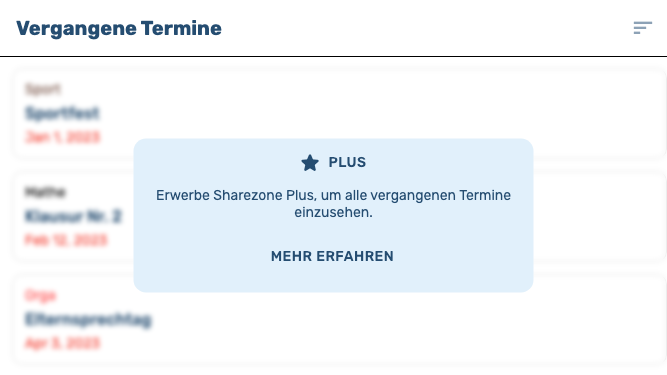 Vergangene Termine
Sport
Sportfest
Jan 1, 2023
PLUS
Erwerbe Sharezone Plus, um alle vergangenen Termine
einzusehen.
MEHR ERFAHREN
Mathe
Klausur Nr. 2
Feb 12, 2023
Orga
Elternsprechtag
Apr 3, 2023